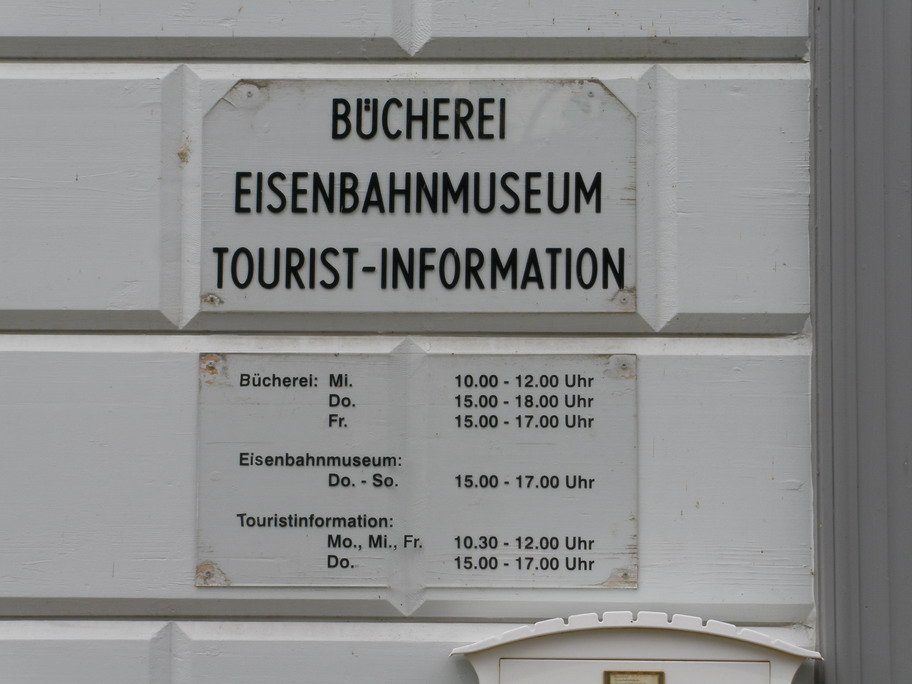 BÜCHEREI
EISENBAHNMUSEUM
TOURIST-INFORMATION
Bücherei: Mi. 10.00 - 12.00 Uhr
Do. 15.00 - 18.00 Uhr
Fr. 15.00 - 17.00 Uhr
Eisenbahnmuseum:
Do. - So. 15.00 - 17.00 Uhr
Touristinformation:
Mo., Mi., Fr. 10.30 - 12.00 Uhr
Do. 15.00 - 17.00 Uhr